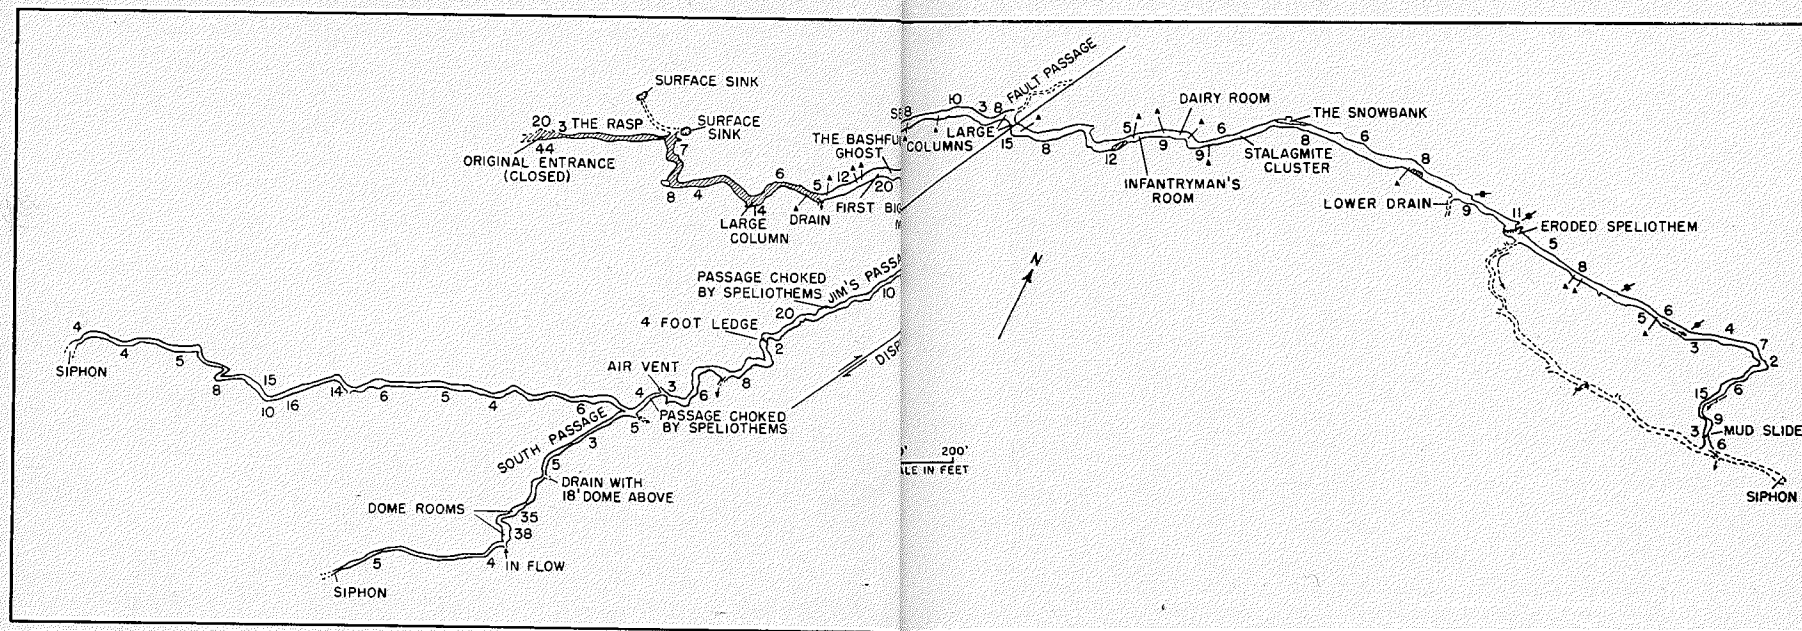 SURFACE SINK
SURFACE
SINK
20
3
THE RASP
44
ORIGINAL ENTRANCE
(CLOSED)
7
8
4
6
14
LARGE
COLUMN
5
DRAIN
THE BASHFU
GHOST
12
20
FIRST BIG
8
10
3
8
FAULT PASSAGE
LARGE
COLUMNS
15
8
12
5
9
DAIRY ROOM
9
6
INFANTRYMAN'S
ROOM
STALAGMITE
CLUSTER
THE SNOWBANK
8
6
8
LOWER DRAIN
9
11
ERODED SPELIOTHEM
5
8
6
5
3
4
7
2
6
15
9
3
MUD SLIDE
6
SIPHON
N
200'
ALE IN FEET
PASSAGE CHOKED
BY SPELIOTHEMS
JIM'S PASSA
10
20
4 FOOT LEDGE
2
8
DISP
AIR VENT
4
3
6
PASSAGE CHOKED
BY SPELIOTHEMS
5
4
SIPHON
4
5
8
15
10
16
14
6
5
4
6
SOUTH PASSAGE
3
5
DRAIN WITH
18' DOME ABOVE
DOME ROOMS
35
38
4
IN FLOW
5
SIPHON